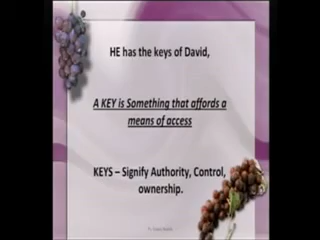 HE has the keys of David,
A KEY is Something that affords a
means of access
KEYS – Signify Authority, Control,
ownership.